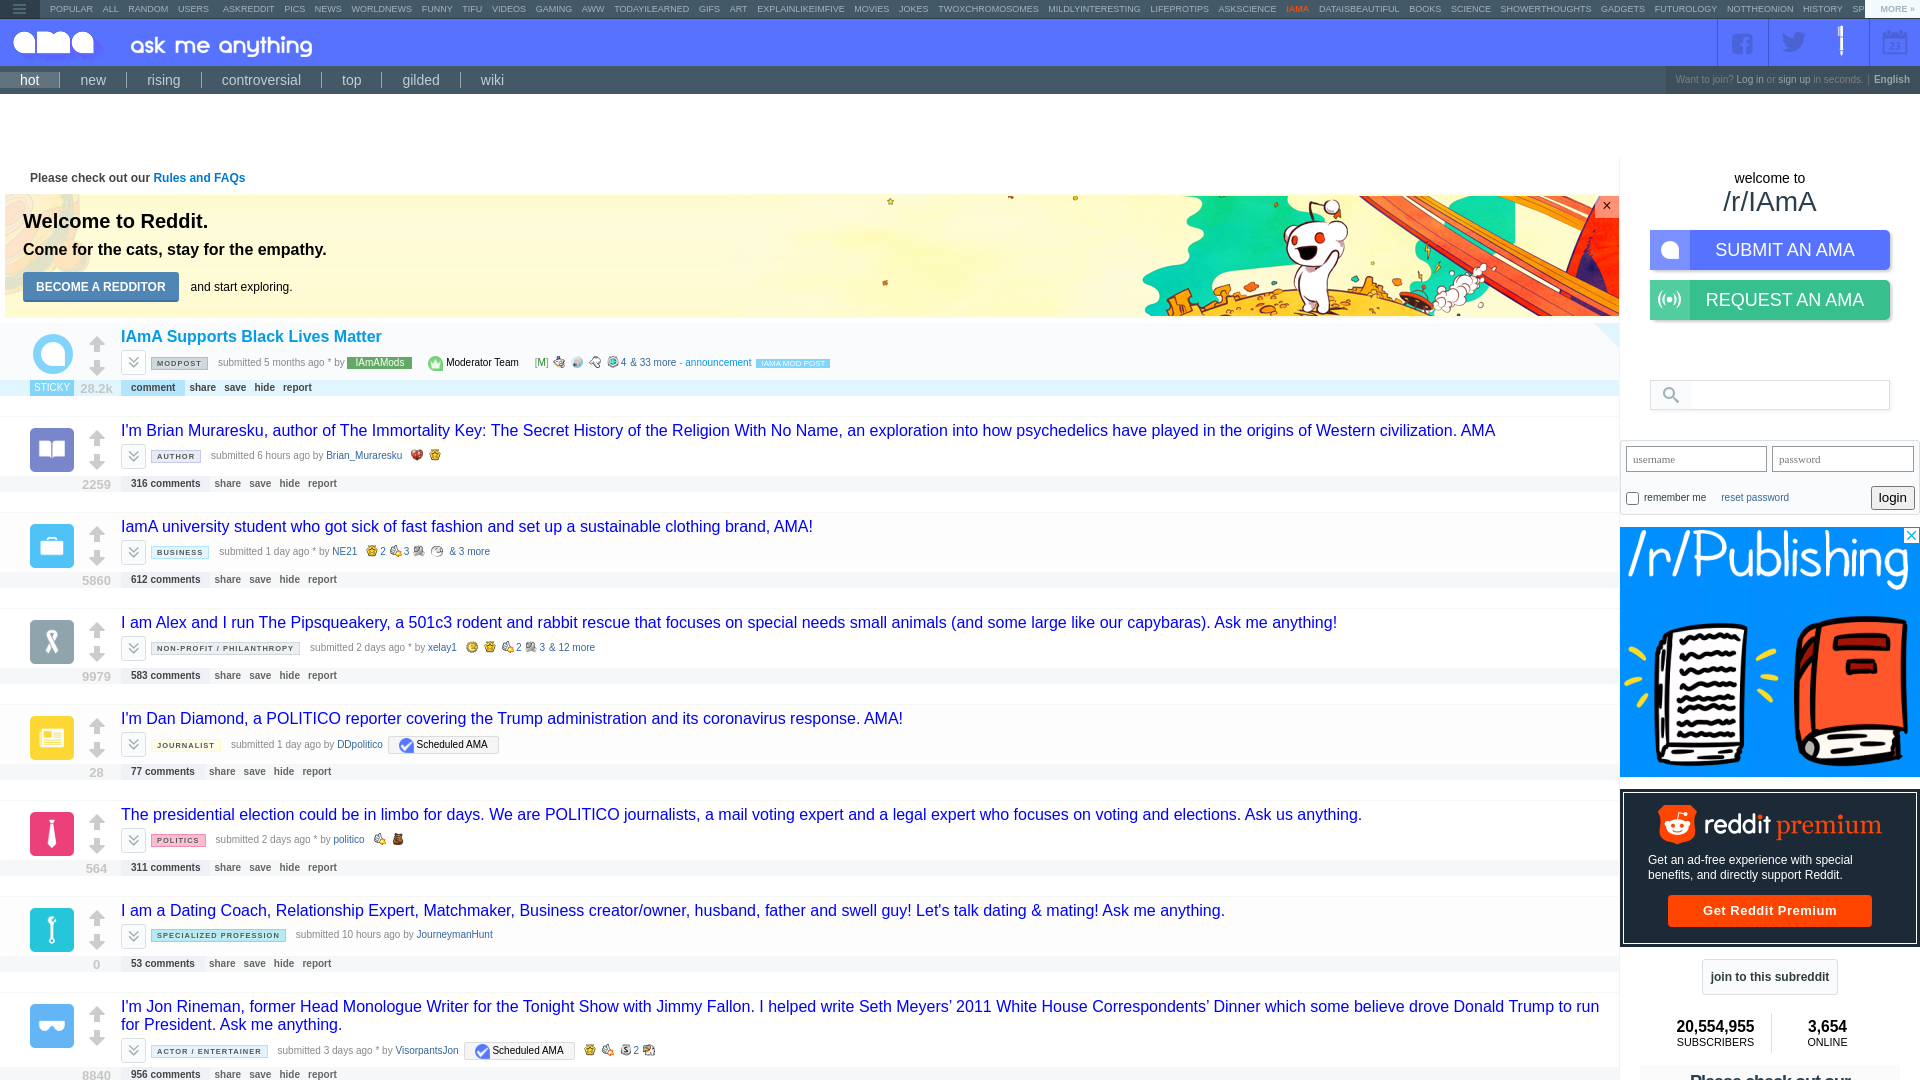 POPULAR ALL RANDOM USERS ASKREDDIT PICS NEWS WORLDNEWS FUNNY TIFU VIDEOS GAMING AWW TODAYILEARNED GIFS ART EXPLAINLIKEIMFIVE MOVIES JOKES TWOXCHROMOSOMES MILDLYINTERESTING LIFEPROTIPS ASKSCIENCE IAMA DATAISBEAUTIFUL BOOKS SCIENCE SHOWERTHOUGHTS GADGETS FUTUROLOGY NOTTHEONION HISTORY SP MORE »
ama ask me anything 23
hot new rising controversial top gilded wiki
Want to join? Log in or sign up in seconds. | English
Please check out our Rules and FAQs
Welcome to Reddit.
Come for the cats, stay for the empathy.
BECOME A REDDITOR and start exploring.
×
IAmA Supports Black Lives Matter
MODPOST submitted 5 months ago * by IAmAMods Moderator Team [M] 4 & 33 more - announcement IAMA MOD POST
STICKY 28.2k comment share save hide report
I'm Brian Muraresku, author of The Immortality Key: The Secret History of the Religion With No Name, an exploration into how psychedelics have played in the origins of Western civilization. AMA
AUTHOR submitted 6 hours ago by Brian_Muraresku
2259 316 comments share save hide report
IamA university student who got sick of fast fashion and set up a sustainable clothing brand, AMA!
BUSINESS submitted 1 day ago * by NE21 2 3 & 3 more
5860 612 comments share save hide report
I am Alex and I run The Pipsqueakery, a 501c3 rodent and rabbit rescue that focuses on special needs small animals (and some large like our capybaras). Ask me anything!
NON-PROFIT / PHILANTHROPY submitted 2 days ago * by xelay1 2 3 & 12 more
9979 583 comments share save hide report
I'm Dan Diamond, a POLITICO reporter covering the Trump administration and its coronavirus response. AMA!
JOURNALIST submitted 1 day ago by DDpolitico Scheduled AMA
28 77 comments share save hide report
The presidential election could be in limbo for days. We are POLITICO journalists, a mail voting expert and a legal expert who focuses on voting and elections. Ask us anything.
POLITICS submitted 2 days ago * by politico
564 311 comments share save hide report
I am a Dating Coach, Relationship Expert, Matchmaker, Business creator/owner, husband, father and swell guy! Let's talk dating & mating! Ask me anything.
SPECIALIZED PROFESSION submitted 10 hours ago by JourneymanHunt
0 53 comments share save hide report
I'm Jon Rineman, former Head Monologue Writer for the Tonight Show with Jimmy Fallon. I helped write Seth Meyers’ 2011 White House Correspondents’ Dinner which some believe drove Donald Trump to run
for President. Ask me anything.
ACTOR / ENTERTAINER submitted 3 days ago * by VisorpantsJon Scheduled AMA 2
8840 956 comments share save hide report
welcome to
/r/IAmA
SUBMIT AN AMA
REQUEST AN AMA
username password
remember me reset password login
/r/Publishing
reddit premium
Get an ad-free experience with special
benefits, and directly support Reddit.
Get Reddit Premium
join to this subreddit
20,554,955 3,654
SUBSCRIBERS ONLINE
Please check out our